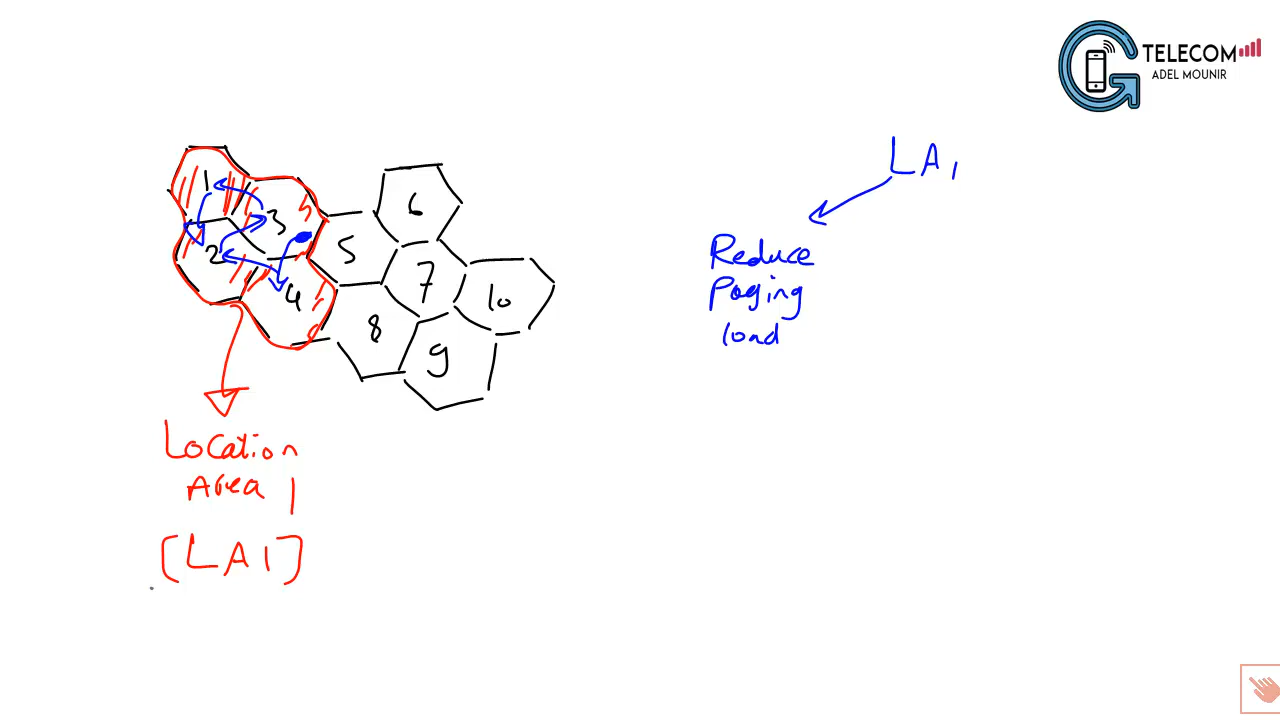 TELECOM
ADEL MOUNIR
LA1
1
3
6
2
5
4
7
10
8
9
Reduce
Paging
load
Location
Area 1
[LA1]